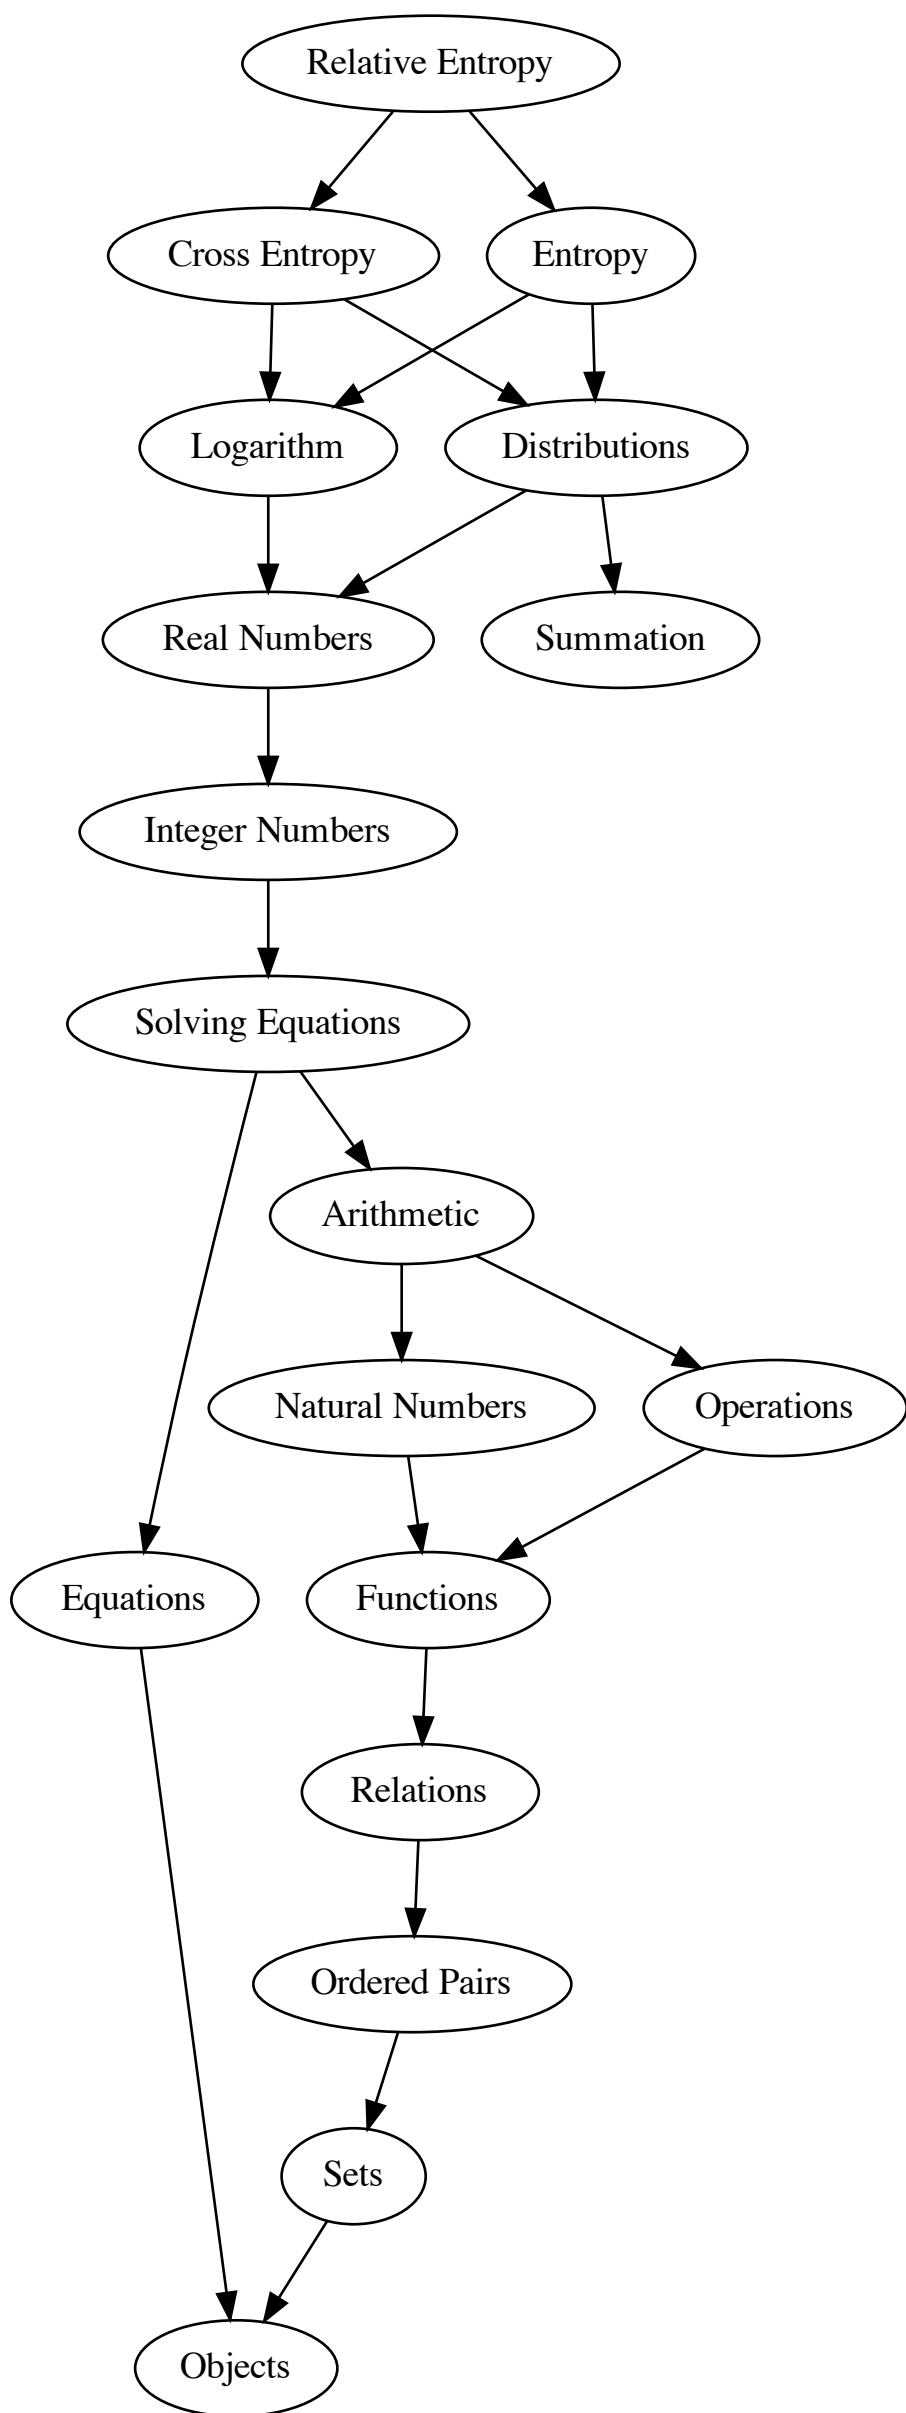 Relative Entropy
Cross Entropy
Entropy
Logarithm
Distributions
Real Numbers
Summation
Integer Numbers
Solving Equations
Arithmetic
Natural Numbers
Operations
Equations
Functions
Relations
Ordered Pairs
Sets
Objects